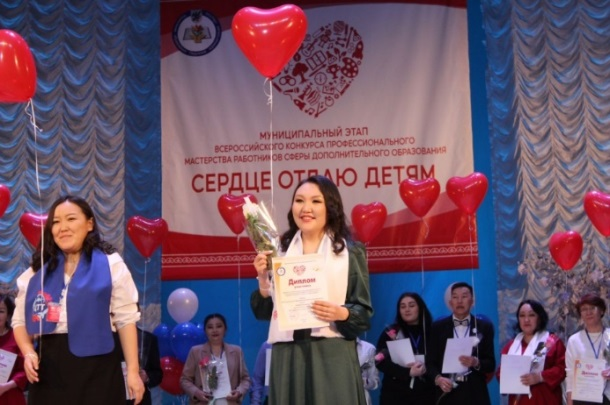 МУНИЦИПАЛЬНЫЙ ЭТАП
ВСЕРОССИЙСКОГО КОНКУРСА ПРОФЕССИОНАЛЬНОГО
МАСТЕРСТВА РАБОТНИКОВ СФЕРЫ ДОПОЛНИТЕЛЬНОГО ОБРАЗОВАНИЯ
СЕРДЦЕ ОТДАЮ ДЕТЯМ
Диплом